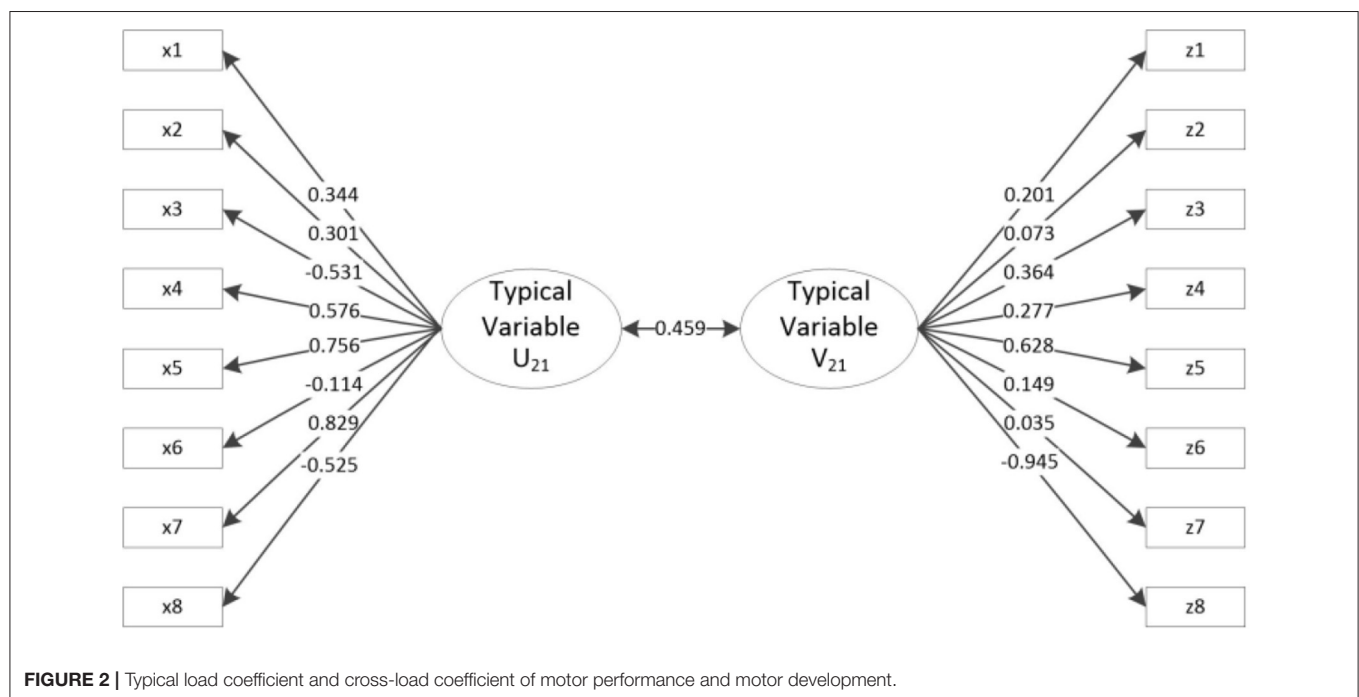 x1
x2
x3
x4
x5
x6
x7
x8
0.344
0.301
-0.531
0.576
0.756
-0.114
0.829
-0.525
Typical
Variable
U₂₁
0.459
Typical
Variable
V₂₁
0.201
0.073
0.364
0.277
0.628
0.149
0.035
-0.945
z1
z2
z3
z4
z5
z6
z7
z8
FIGURE 2 | Typical load coefficient and cross-load coefficient of motor performance and motor development.